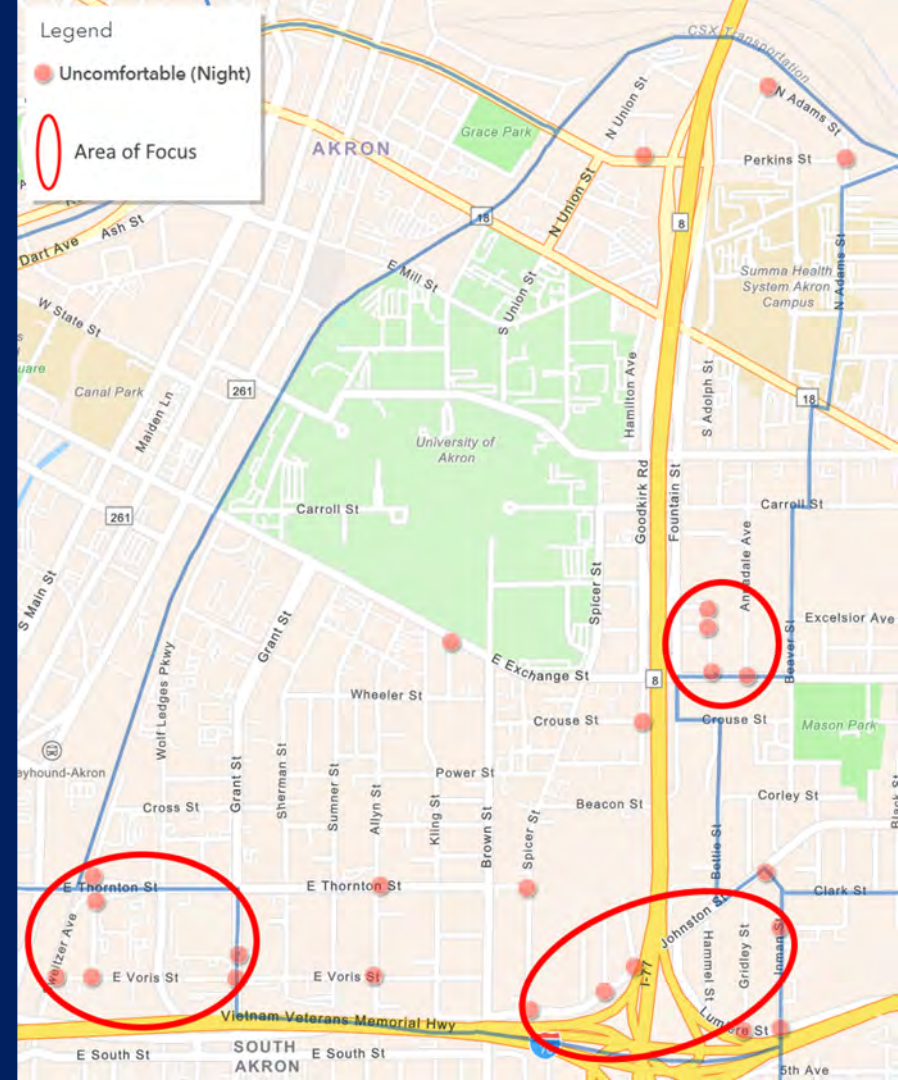 Legend
Uncomfortable (Night)
Area of Focus
CSX Transportation
N Adams St
N Union St
Grace Park
AKRON
Perkins St
18
N Union St
8
Dart Ave
Ash St
E Mill St
N Adams St
Summa Health
System Akron
Campus
W State St
S Union St
Hamilton Ave
S Adolph St
Canal Park
261
Maiden Ln
18
University of
Akron
Goodkirk Rd
Fountain St
Carroll St
Carroll St
261
S Main St
Spicer St
Annadale Ave
Excelsior Ave
Beaver St
Grant St
E Exchange St
8
Wolf Ledges Pkwy
Wheeler St
Crouse St
Crouse St
Mason Park
eyhound-Akron
Power St
Grant St
Sherman St
Sumner St
Allyn St
Kling St
Brown St
Spicer St
Beacon St
Corley St
Cross St
Bettie St
Black St
E Thornton St
E Thornton St
Clark St
Johnston St
Hammel St
Gridley St
Inman St
E Voris St
E Voris St
I-77
Vietnam Veterans Memorial Hwy
Lumiere St
E South St
SOUTH
AKRON
E South St
5th Ave